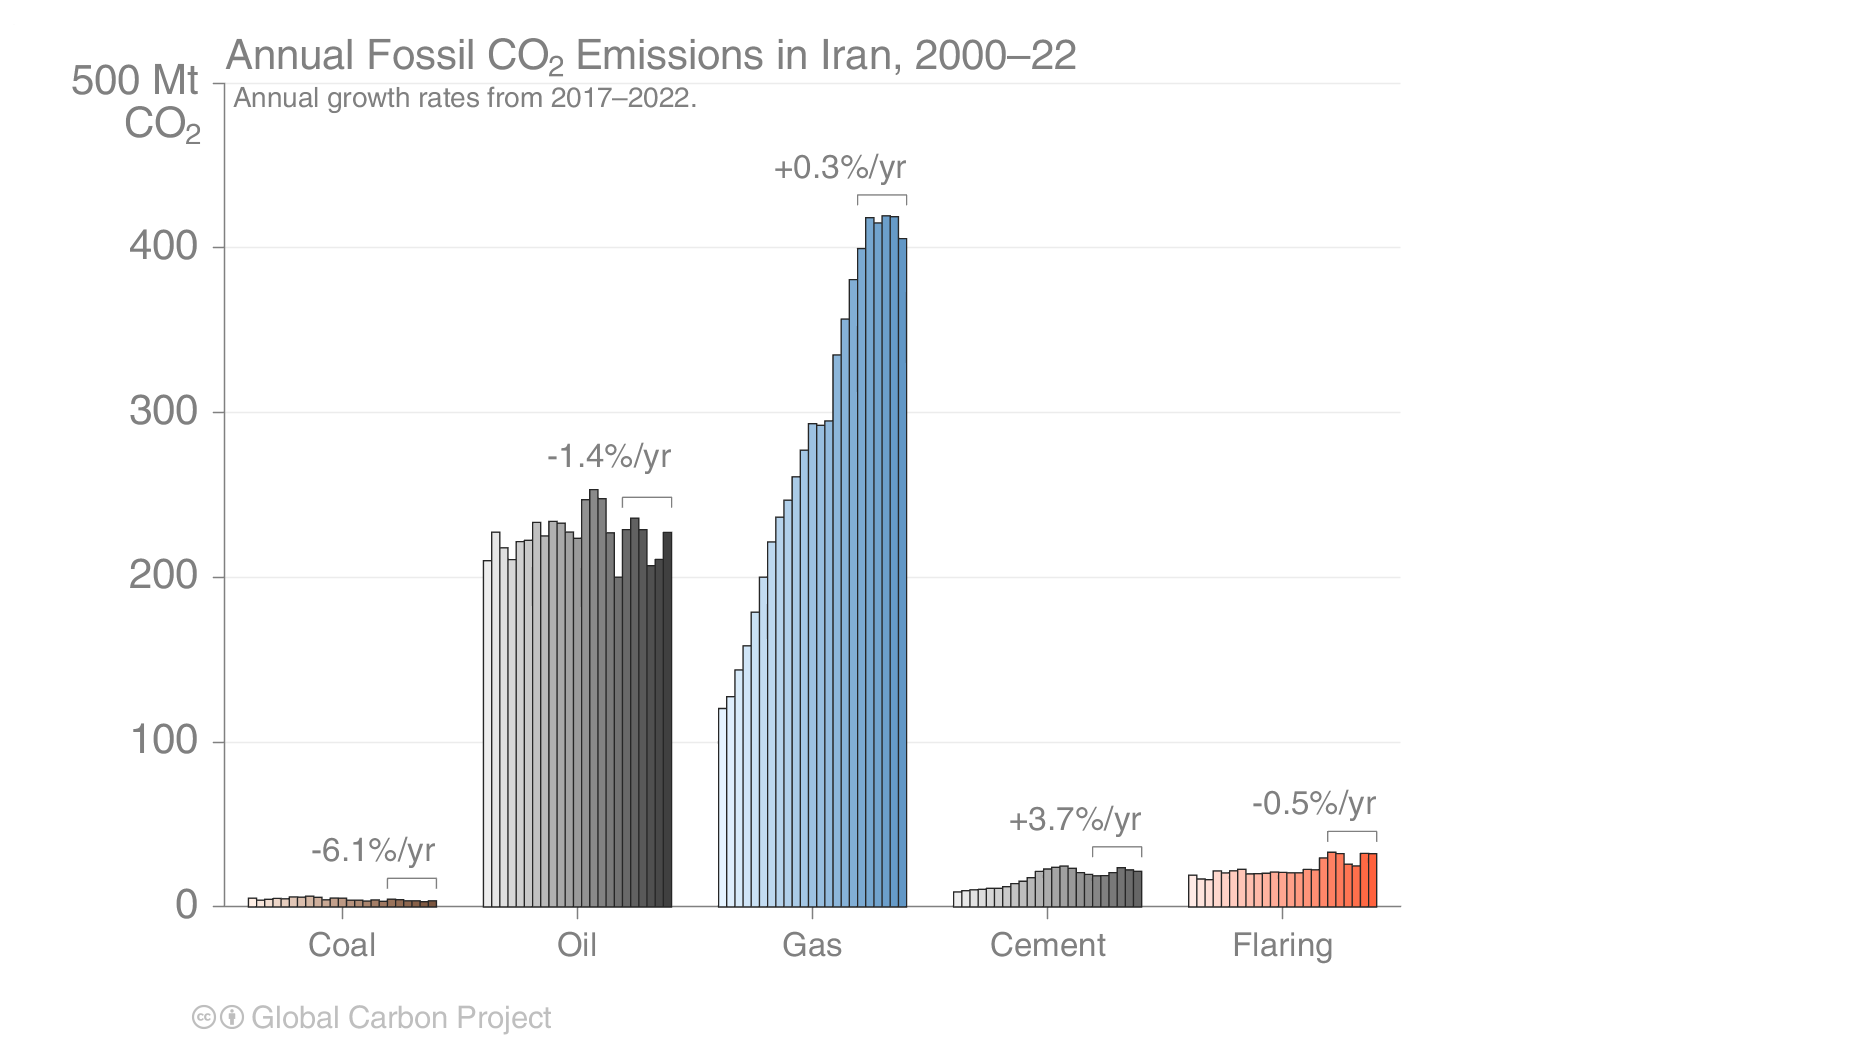 Annual Fossil CO₂ Emissions in Iran, 2000–22
500 Mt
CO₂
Annual growth rates from 2017–2022.
+0.3%/yr
400
300
-1.4%/yr
200
100
-0.5%/yr
+3.7%/yr
-6.1%/yr
0
Coal Oil Gas Cement Flaring
cc Global Carbon Project